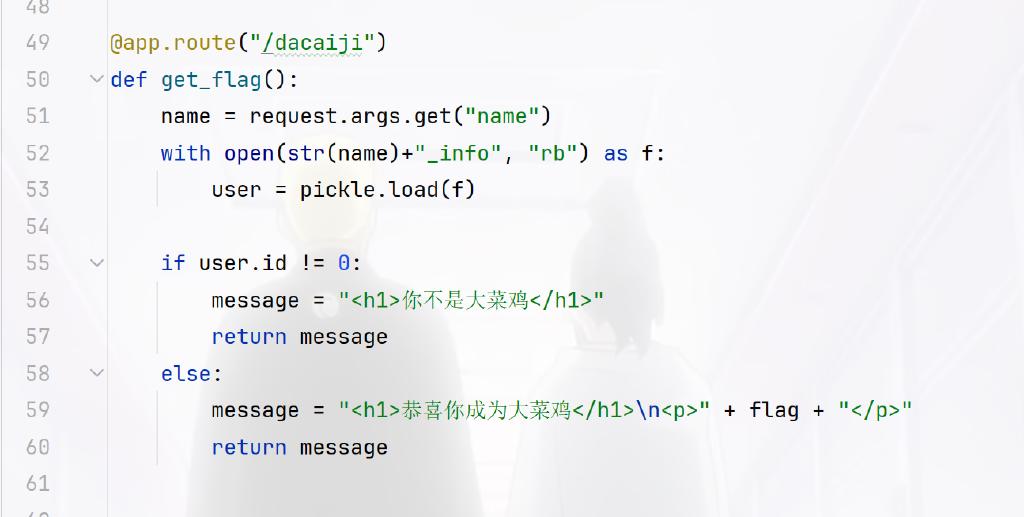 48
49 @app.route("/dacaiji")
50 def get_flag():
51     name = request.args.get("name")
52     with open(str(name)+"_info", "rb") as f:
53         user = pickle.load(f)
54
55     if user.id != 0:
56         message = "<h1>你不是大菜鸡</h1>"
57         return message
58     else:
59         message = "<h1>恭喜你成为大菜鸡</h1>\n<p>" + flag + "</p>"
60         return message
61